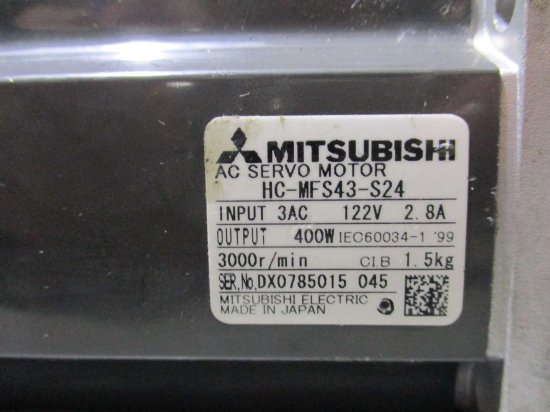 MITSUBISHI
AC SERVO MOTOR
HC-MFS43-S24
INPUT 3AC 122V 2.8A
OUTPUT 400W IEC60034-1 '99
3000r/min CIB 1.5kg
SER.No.DX0785015 045
MITSUBISHI ELECTRIC
MADE IN JAPAN